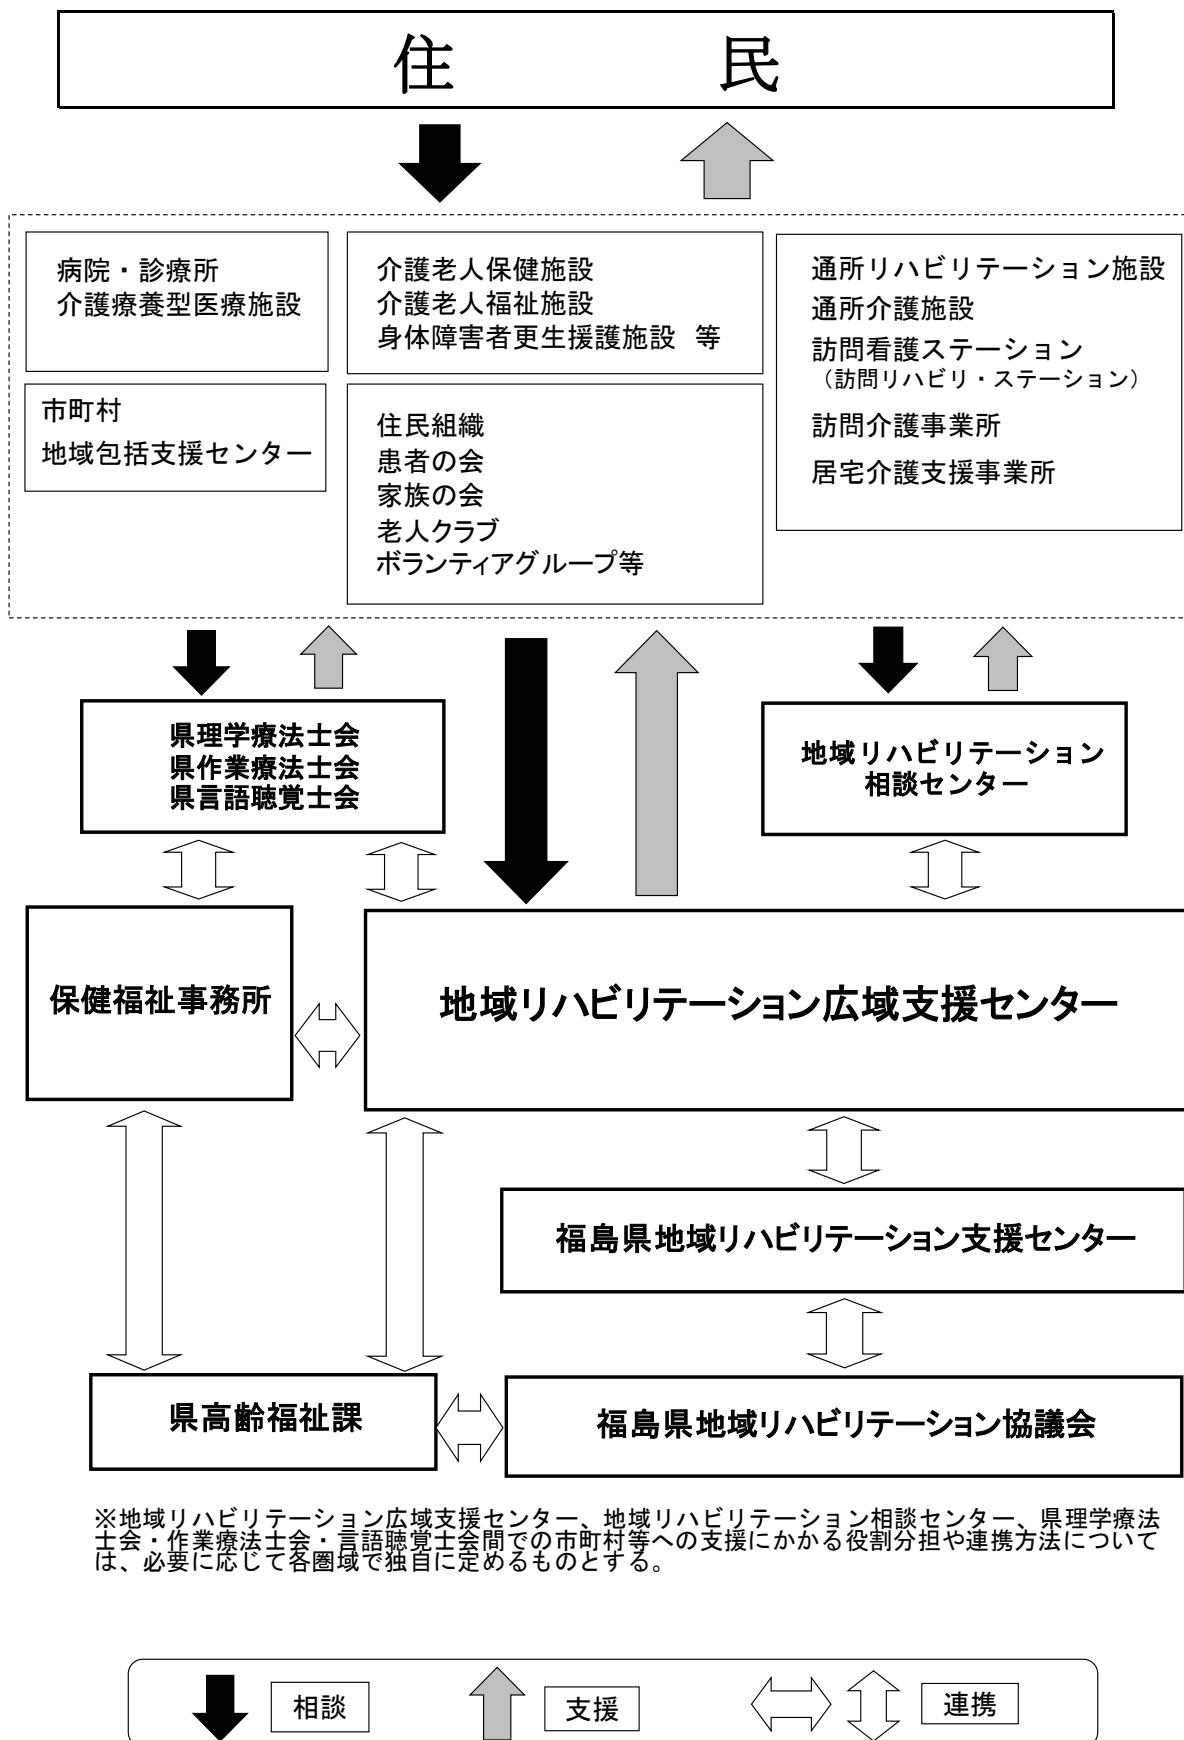 住　民
病院・診療所
介護療養型医療施設
介護老人保健施設
介護老人福祉施設
身体障害者更生援護施設　等
通所リハビリテーション施設
通所介護施設
訪問看護ステーション
（訪問リハビリ・ステーション）
訪問介護事業所
居宅介護支援事業所
市町村
地域包括支援センター
住民組織
患者の会
家族の会
老人クラブ
ボランティアグループ等
県理学療法士会
県作業療法士会
県言語聴覚士会
地域リハビリテーション
相談センター
保健福祉事務所
地域リハビリテーション広域支援センター
福島県地域リハビリテーション支援センター
県高齢福祉課
福島県地域リハビリテーション協議会
※地域リハビリテーション広域支援センター、地域リハビリテーション相談センター、県理学療法
士会・作業療法士会・言語聴覚士会間での市町村等への支援にかかる役割分担や連携方法について
は、必要に応じて各圏域で独自に定めるものとする。
相談
支援
連携